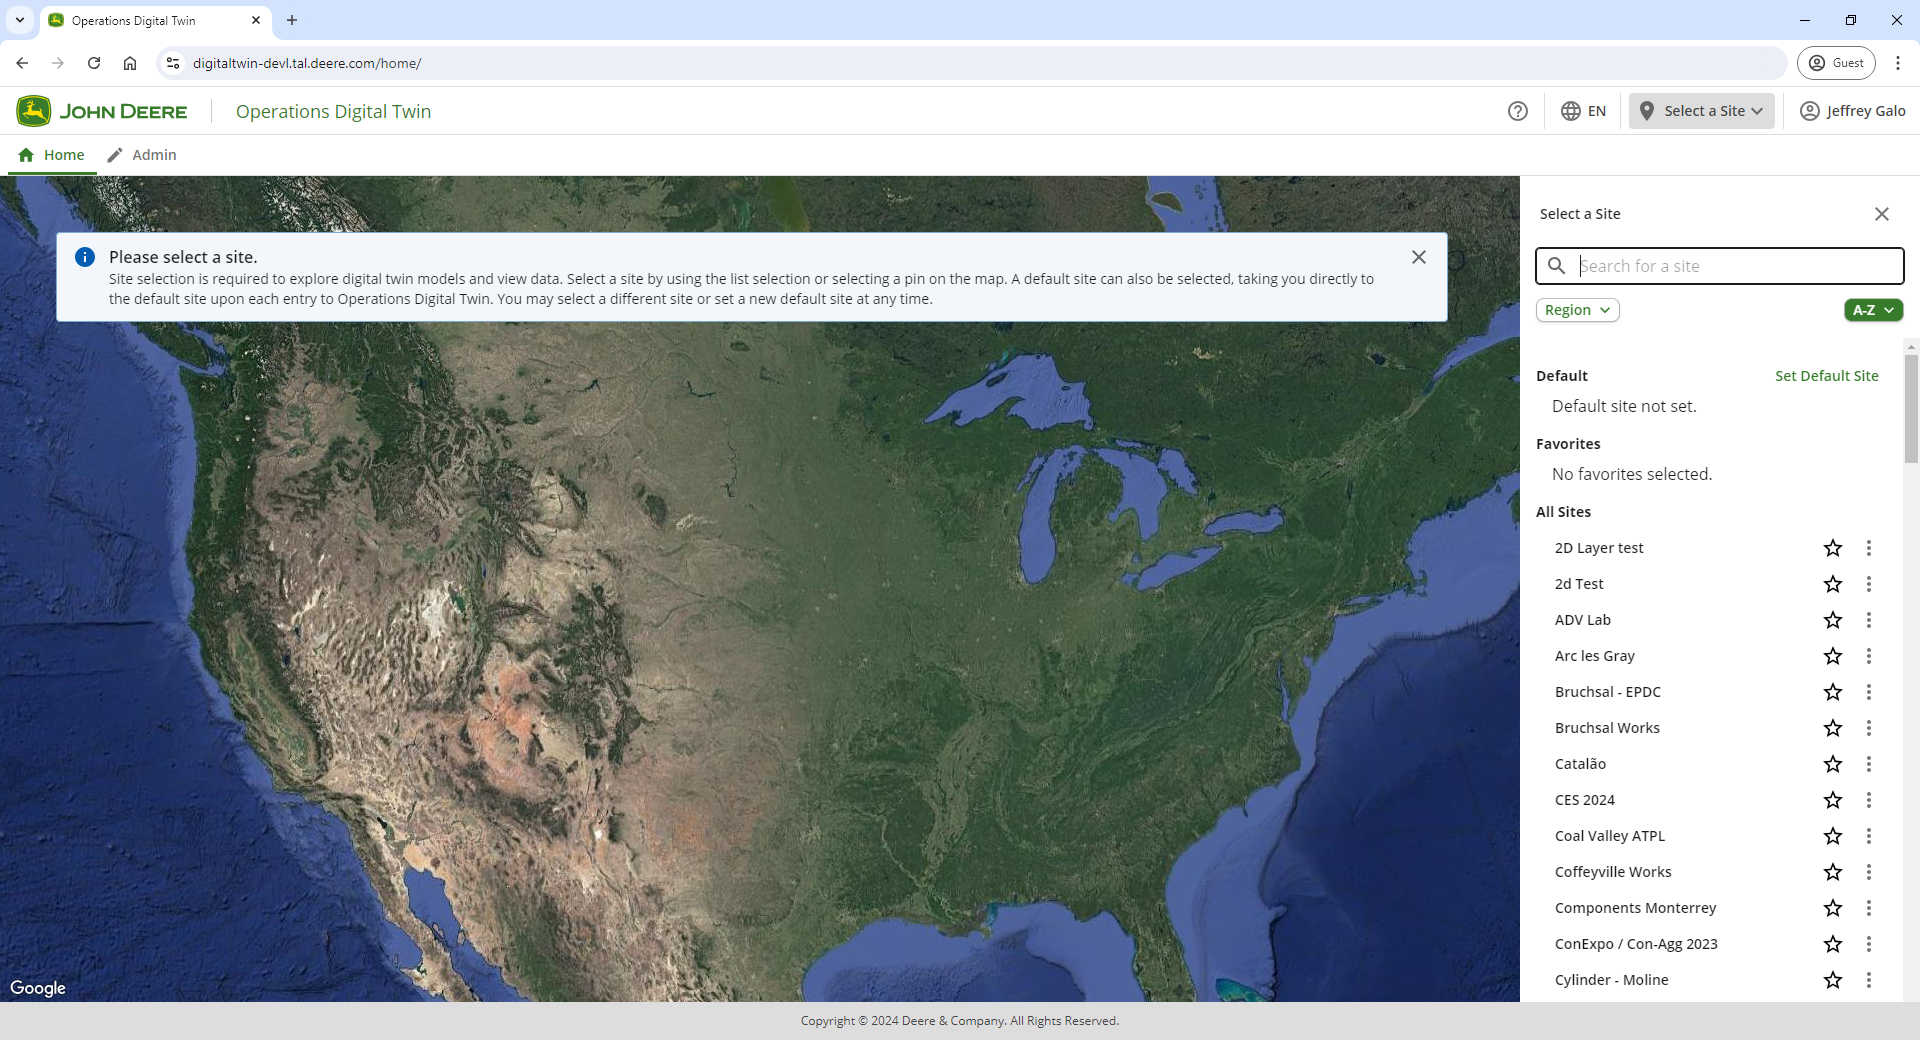 Operations Digital Twin
digitaltwin-devl.tal.deere.com/home/
Guest
JOHN DEERE
Operations Digital Twin
EN
Select a Site
Jeffrey Galo
Home
Admin
Please select a site.
Site selection is required to explore digital twin models and view data. Select a site by using the list selection or selecting a pin on the map. A default site can also be selected, taking you directly to
the default site upon each entry to Operations Digital Twin. You may select a different site or set a new default site at any time.
Select a Site
Search for a site
Region
A-Z
Default
Set Default Site
Default site not set.
Favorites
No favorites selected.
All Sites
2D Layer test
2d Test
ADV Lab
Arc les Gray
Bruchsal - EPDC
Bruchsal Works
Catalão
CES 2024
Coal Valley ATPL
Coffeyville Works
Components Monterrey
ConExpo / Con-Agg 2023
Cylinder - Moline
Google
Copyright © 2024 Deere & Company. All Rights Reserved.